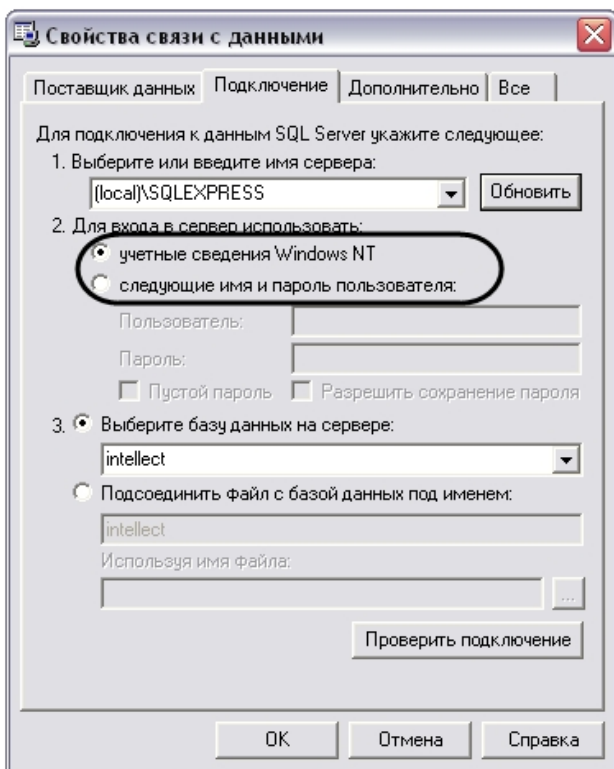 Свойства связи с данными
Поставщик данных Подключение Дополнительно Все
Для подключения к данным SQL Server укажите следующее:
1. Выберите или введите имя сервера:
(local)\SQLEXPRESS Обновить
2. Для входа в сервер использовать:
учетные сведения Windows NT
следующие имя и пароль пользователя:
Пользователь:
Пароль:
Пустой пароль Разрешить сохранение пароля
3. Выберите базу данных на сервере:
intellect
Подсоединить файл с базой данных под именем:
intellect
Используя имя файла:
...
Проверить подключение
OK Отмена Справка